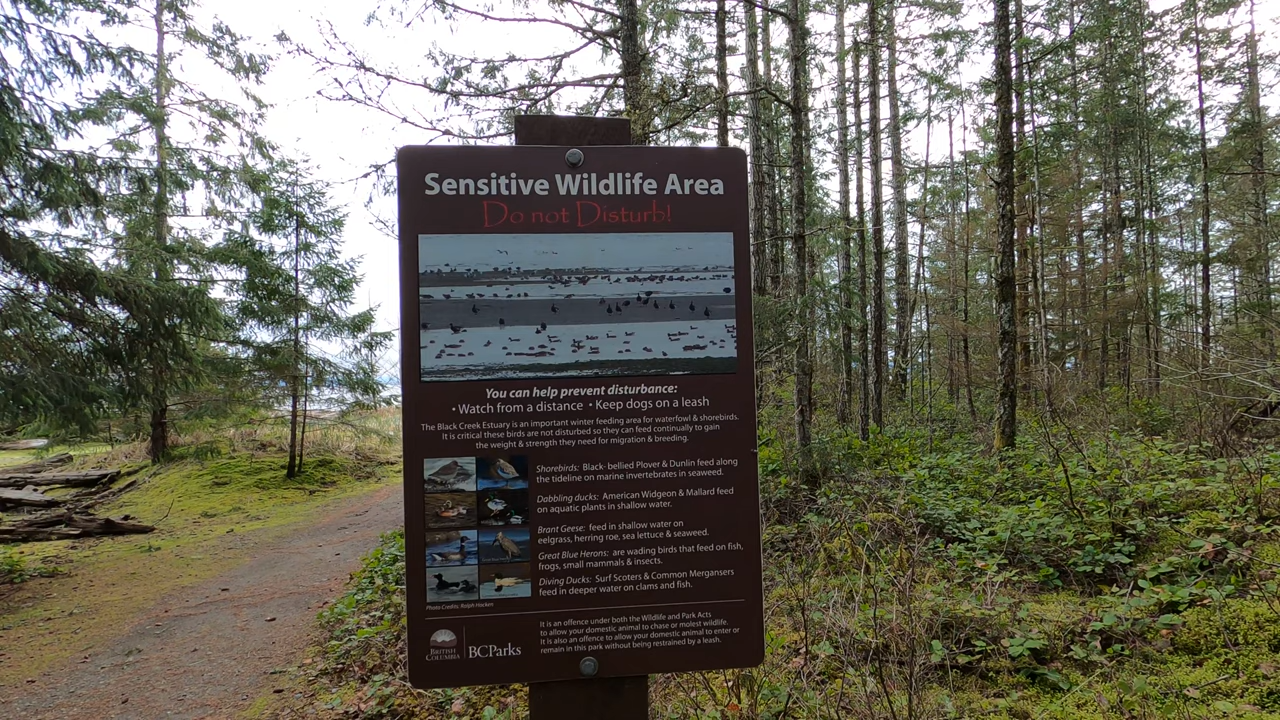 Sensitive Wildlife Area
Do not Disturb!
You can help prevent disturbance:
• Watch from a distance • Keep dogs on a leash
The Black Creek Estuary is an important winter feeding area for waterfowl & shorebirds.
It is critical these birds are not disturbed so they can feed continually to gain
the weight & strength they need for migration & breeding.
Shorebirds: Black-bellied Plover & Dunlin feed along
the tideline on marine invertebrates in seaweed.
Dabbling ducks: American Widgeon & Mallard feed
on aquatic plants in shallow water.
Brant Geese: feed in shallow water on
eelgrass, herring roe, sea lettuce & seaweed.
Great Blue Herons: are wading birds that feed on fish,
frogs, small mammals & insects.
Diving Ducks: Surf Scoters & Common Mergansers
feed in deeper water on clams and fish.
Photo Credits: Ralph Hocken
BRITISH
COLUMBIA
BCParks
It is an offence under both the Wildlife and Park Acts
to allow your domestic animal to chase or molest wildlife.
It is also an offence to allow your domestic animal to enter or
remain in this park without being restrained by a leash.